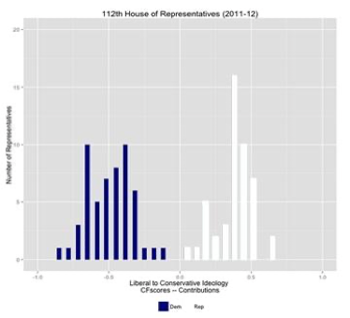 112th House of Representatives (2011-12)
20
15
10
5
0
Number of Representatives
-1.0 -0.5 0.0 0.5 1.0
Liberal to Conservative Ideology
CFscores -- Contributions
Dem Rep